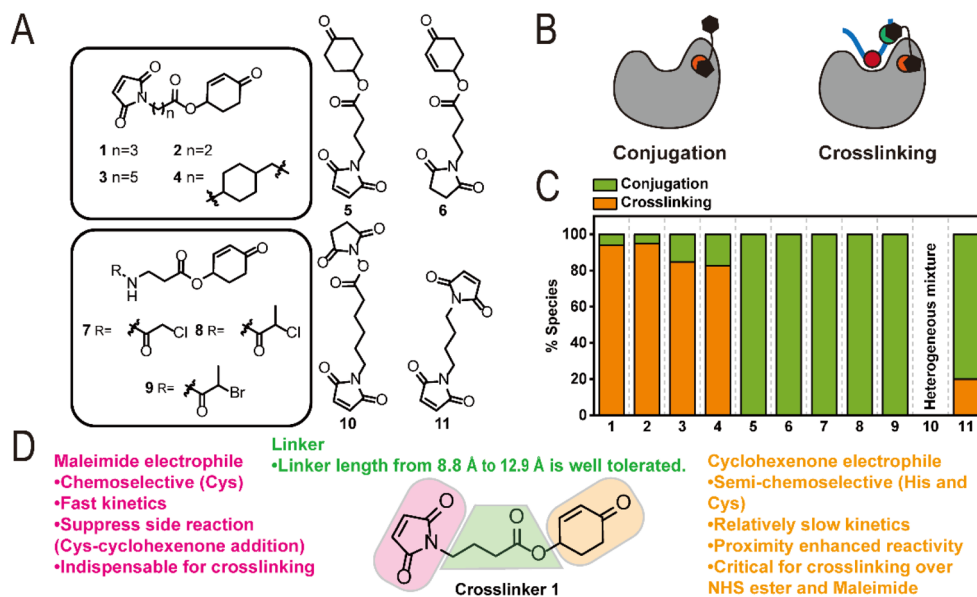 A
N
O
O
n
O
O
O
1 n=3 2 n=2
3 n=5 4 n=
R
N
H
O
O
O
7 R=
O
Cl
8 R=
O
Cl
9 R=
O
Br
O
O
O
N
O
O
5
O
O
O
N
O
O
6
O
N
O
O
O
N
O
O
10
O
N
O
O
N
O
11
B
Conjugation
Crosslinking
C
Conjugation
Crosslinking
% Species
100
80
60
40
20
0
Heterogeneous mixture
1 2 3 4 5 6 7 8 9 10 11
D
Maleimide electrophile
•Chemoselective (Cys)
•Fast kinetics
•Suppress side reaction
(Cys-cyclohexenone addition)
•Indispensable for crosslinking
Linker
•Linker length from 8.8 Å to 12.9 Å is well tolerated.
O
N
O
O
O
O
Crosslinker 1
Cyclohexenone electrophile
•Semi-chemoselective (His and
Cys)
•Relatively slow kinetics
•Proximity enhanced reactivity
•Critical for crosslinking over
NHS ester and Maleimide